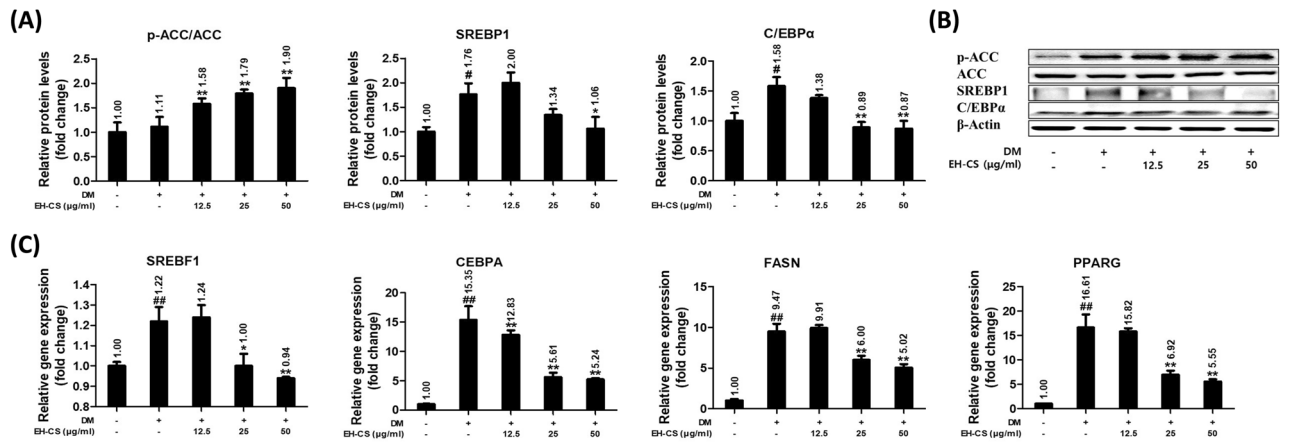 (A)
p-ACC/ACC
Relative protein levels
(fold change)
2.5
2.0
1.5
1.0
0.5
0.0
1.00
1.11
** 1.58
** 1.79
** 1.90
DM - + + + +
EH-CS (μg/ml) - - 12.5 25 50
SREBP1
Relative protein levels
(fold change)
2.5
2.0
1.5
1.0
0.5
0.0
1.00
# 1.76
2.00
1.34
* 1.06
DM - + + + +
EH-CS (μg/ml) - - 12.5 25 50
C/EBPα
Relative protein levels
(fold change)
2.0
1.5
1.0
0.5
0.0
1.00
# 1.58
1.38
** 0.89
** 0.87
DM - + + + +
EH-CS (μg/ml) - - 12.5 25 50
(B)
p-ACC
ACC
SREBP1
C/EBPα
β-Actin
DM - + + + +
EH-CS (μg/ml) - - 12.5 25 50
(C)
SREBF1
Relative gene expression
(fold change)
1.4
1.3
1.2
1.1
1.0
0.9
0.8
1.00
## 1.22
1.24
* 1.00
** 0.94
DM - + + + +
EH-CS (μg/ml) - - 12.5 25 50
CEBPA
Relative gene expression
(fold change)
20
15
10
5
0
1.00
## 15.35
**12.83
**5.61
**5.24
DM - + + + +
EH-CS (μg/ml) - - 12.5 25 50
FASN
Relative gene expression
(fold change)
15
10
5
0
1.00
## 9.47
9.91
** 6.00
** 5.02
DM - + + + +
EH-CS (μg/ml) - - 12.5 25 50
PPARG
Relative gene expression
(fold change)
25
20
15
10
5
0
1.00
## 16.61
15.82
** 6.92
** 5.55
DM - + + + +
EH-CS (μg/ml) - - 12.5 25 50